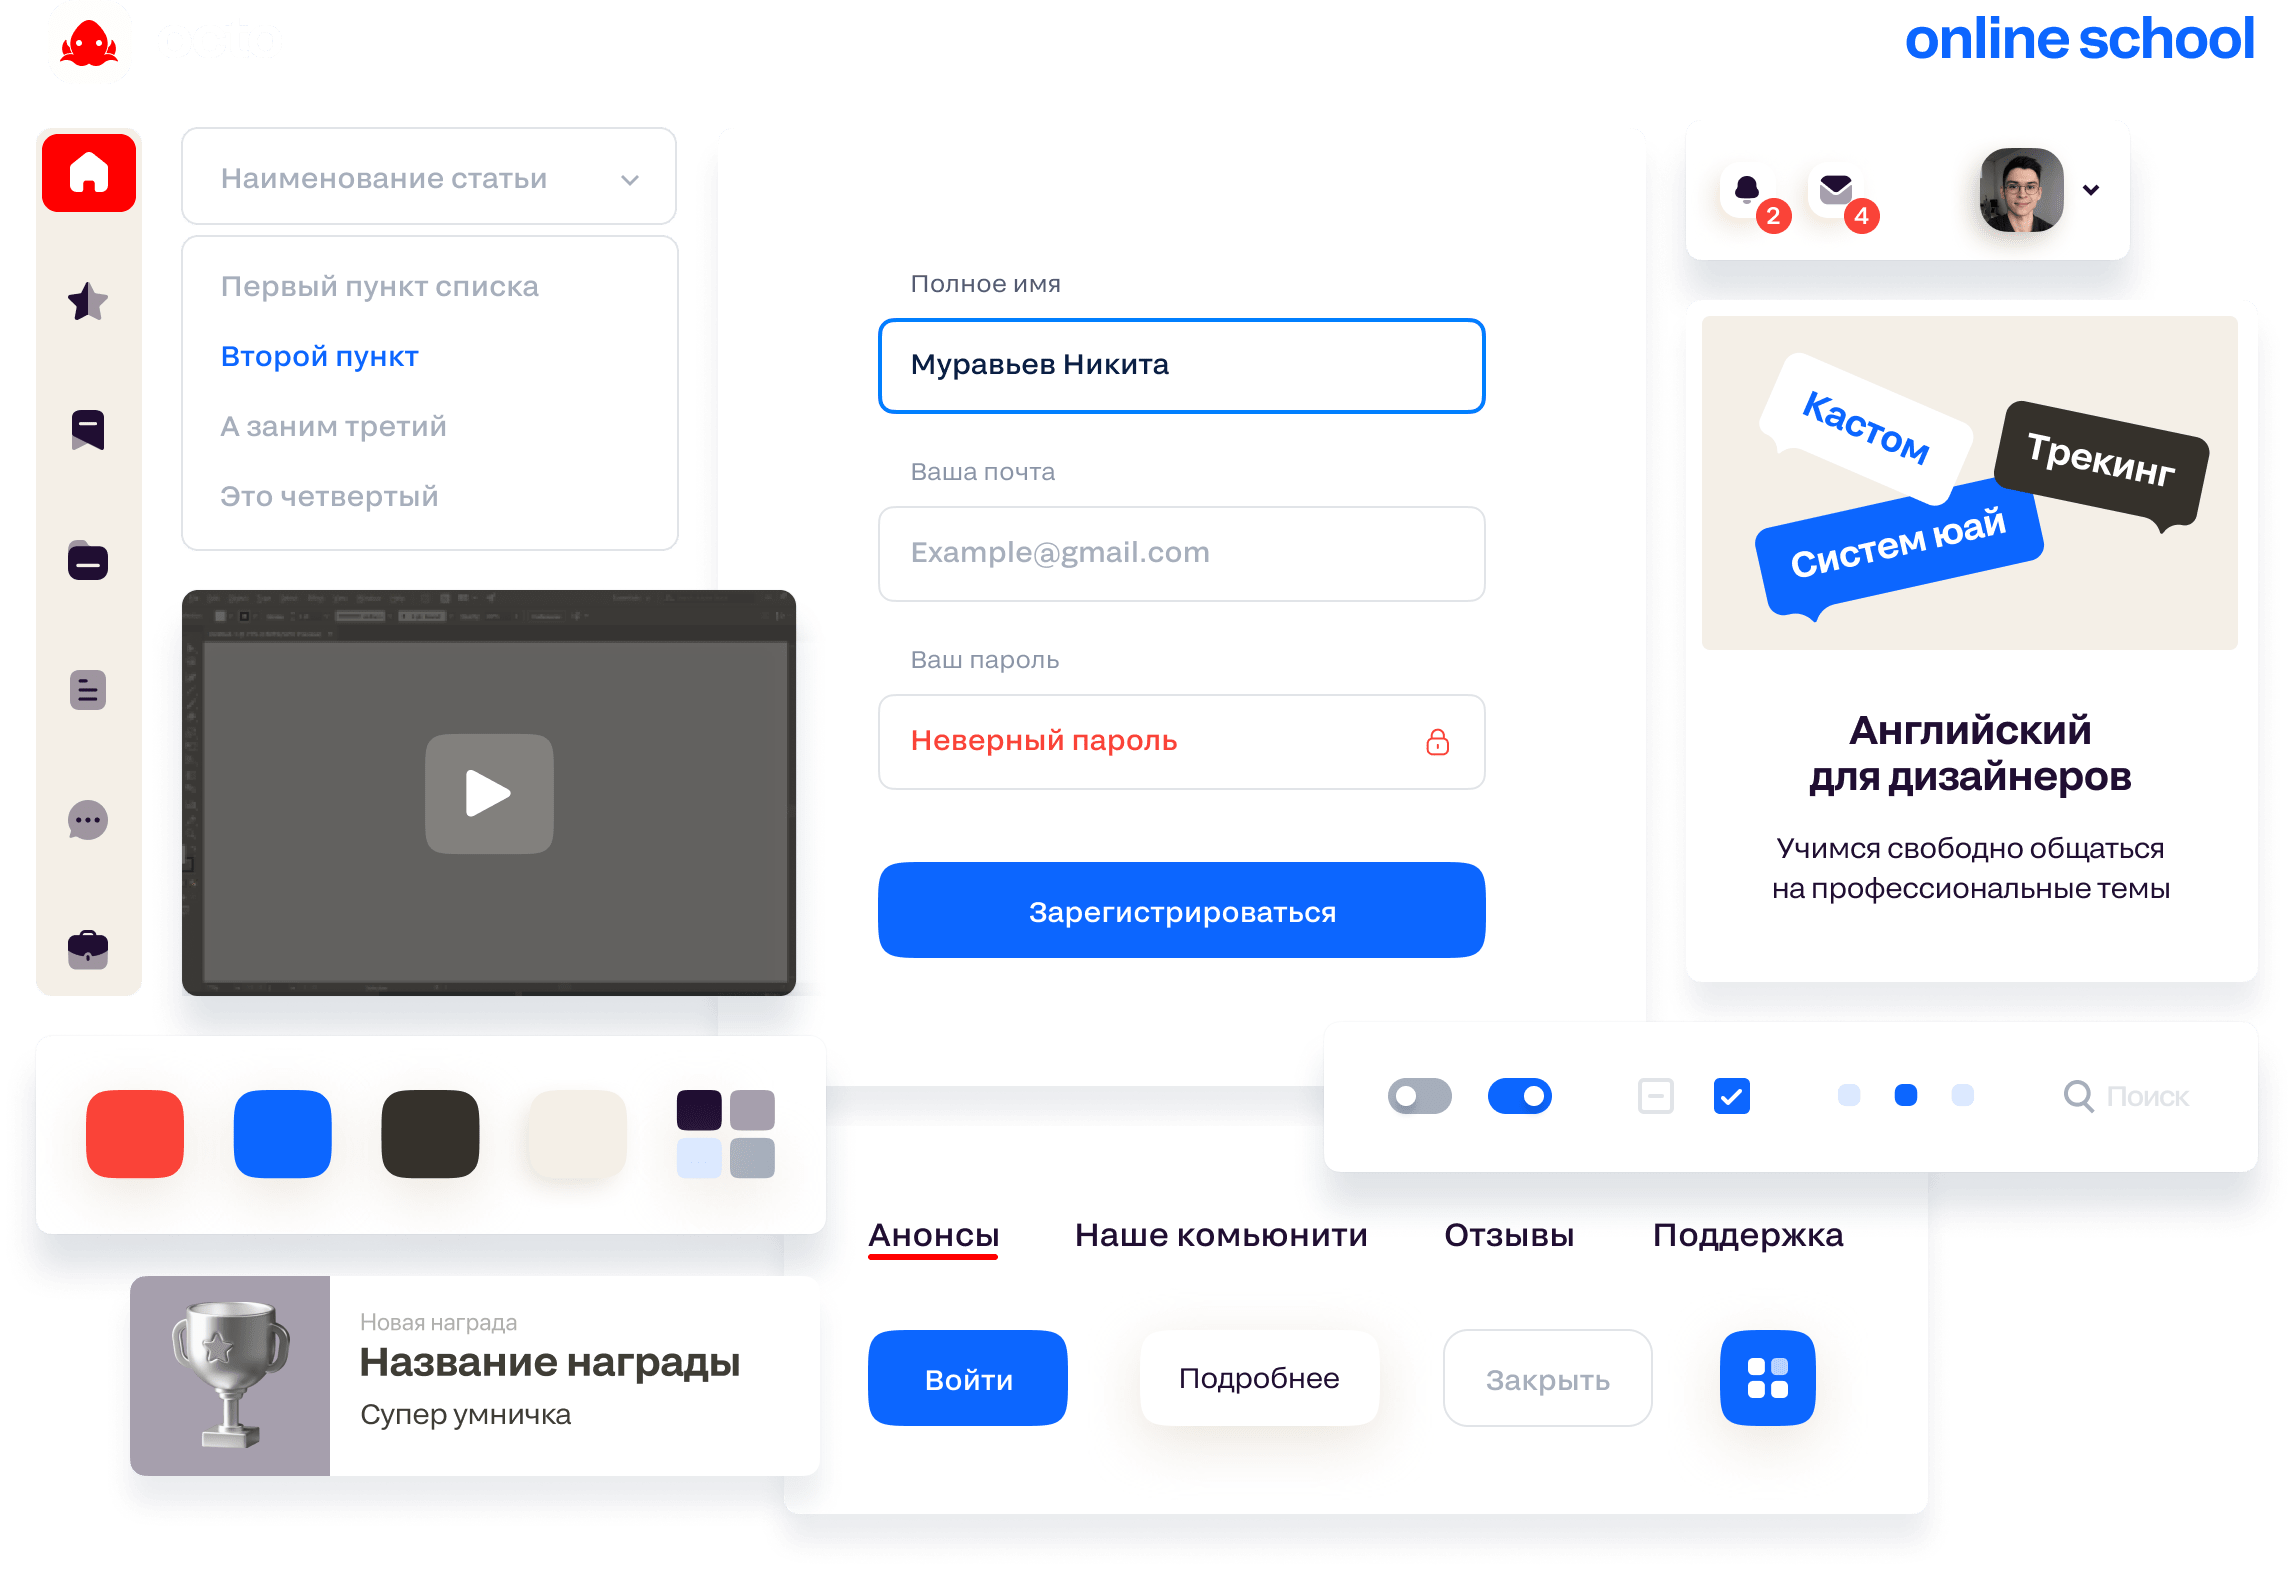 online school
Наименование статьи
Первый пункт списка
Второй пункт
А заним третий
Это четвертый
Полное имя
Муравьев Никита
Ваша почта
Example@gmail.com
Ваш пароль
Неверный пароль
Зарегистрироваться
2
4
Кастом
Трекинг
Систем юай
Английский
для дизайнеров
Учимся свободно общаться
на профессиональные темы
Поиск
Анонсы
Наше комьюнити
Отзывы
Поддержка
Новая награда
Название награды
Супер умничка
Войти
Подробнее
Закрыть